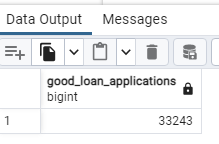 Data Output Messages
good_loan_applications
bigint
1 33243